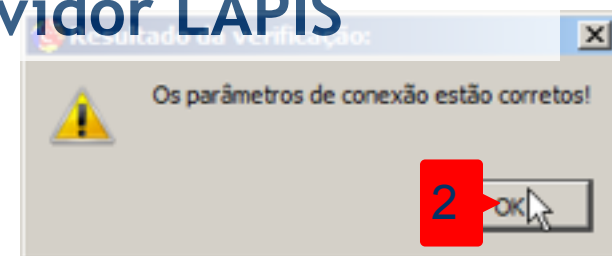 vidor LAPIS
Resultado da verificação:
Os parâmetros de conexão estão corretos!
2
OK